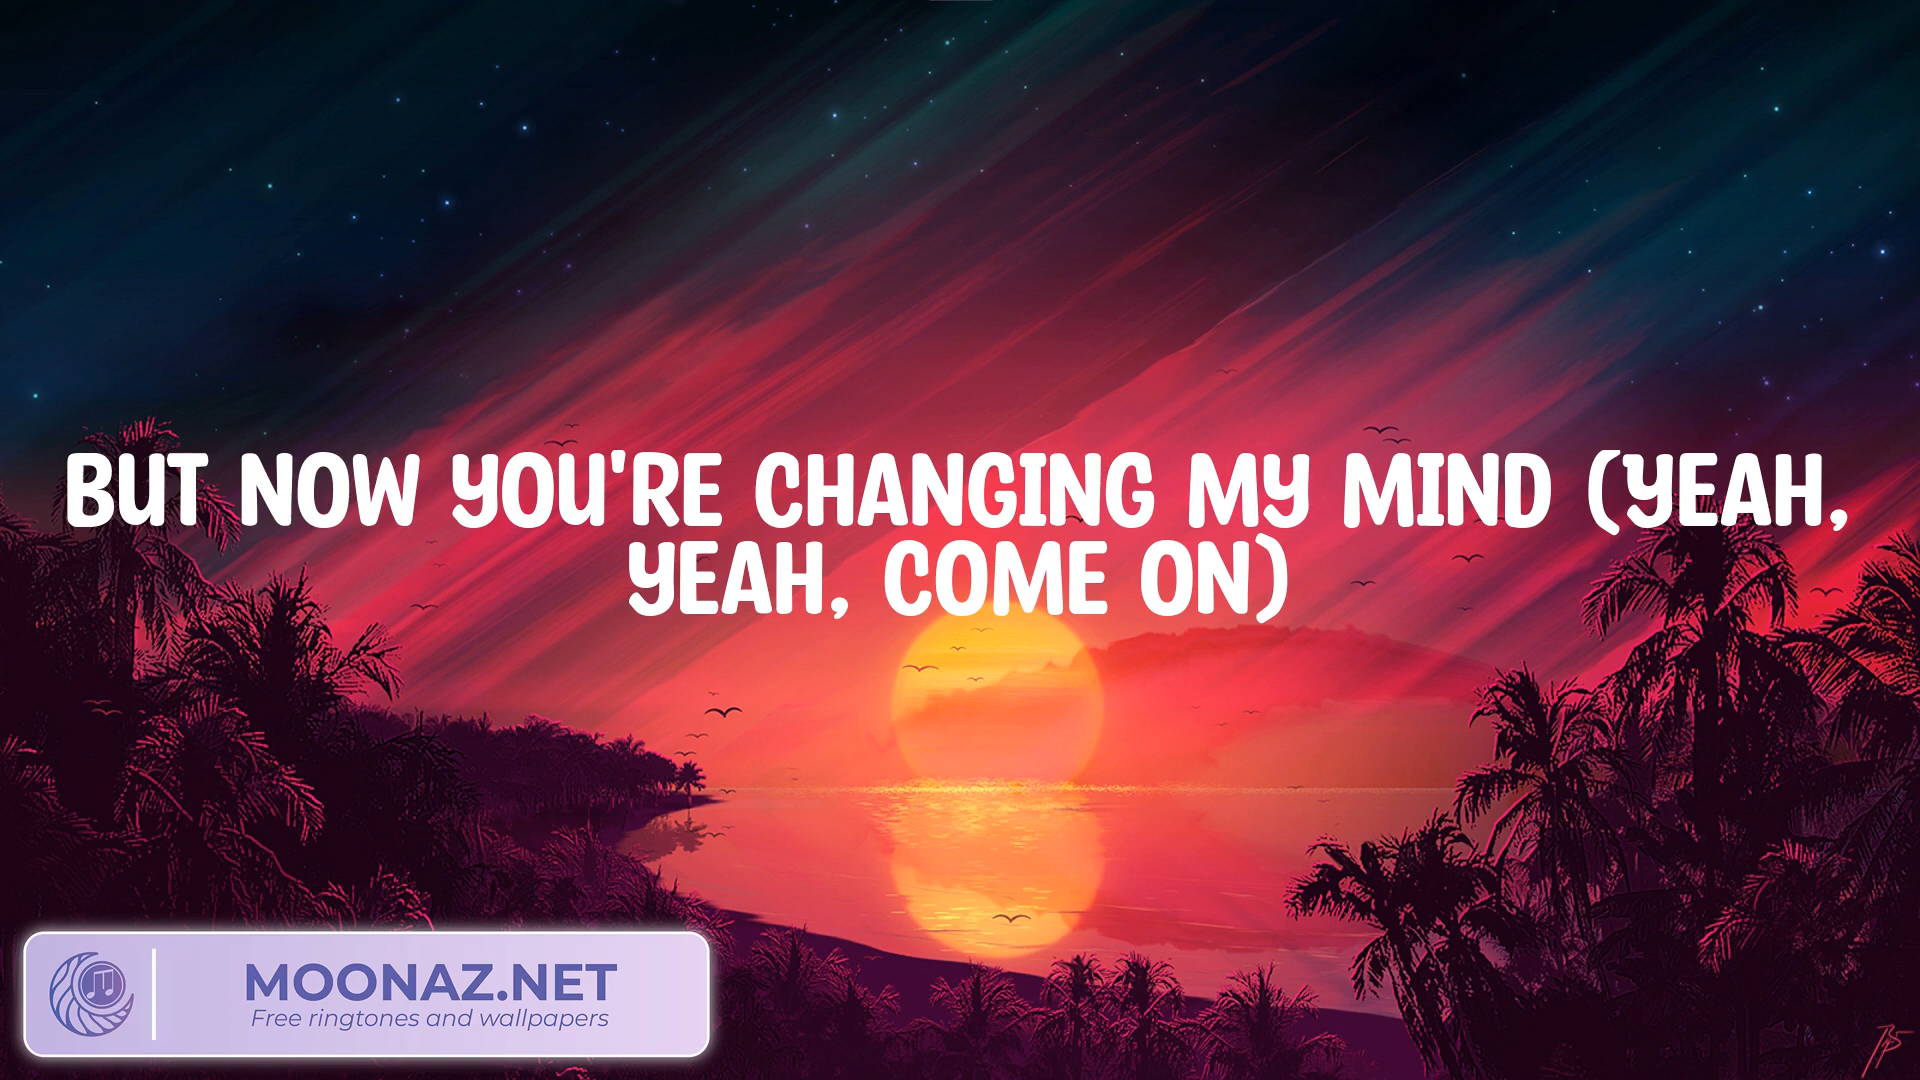 BUT NOW YOU'RE CHANGING MY MIND (YEAH,
YEAH, COME ON)
MOONAZ.NET
Free ringtones and wallpapers